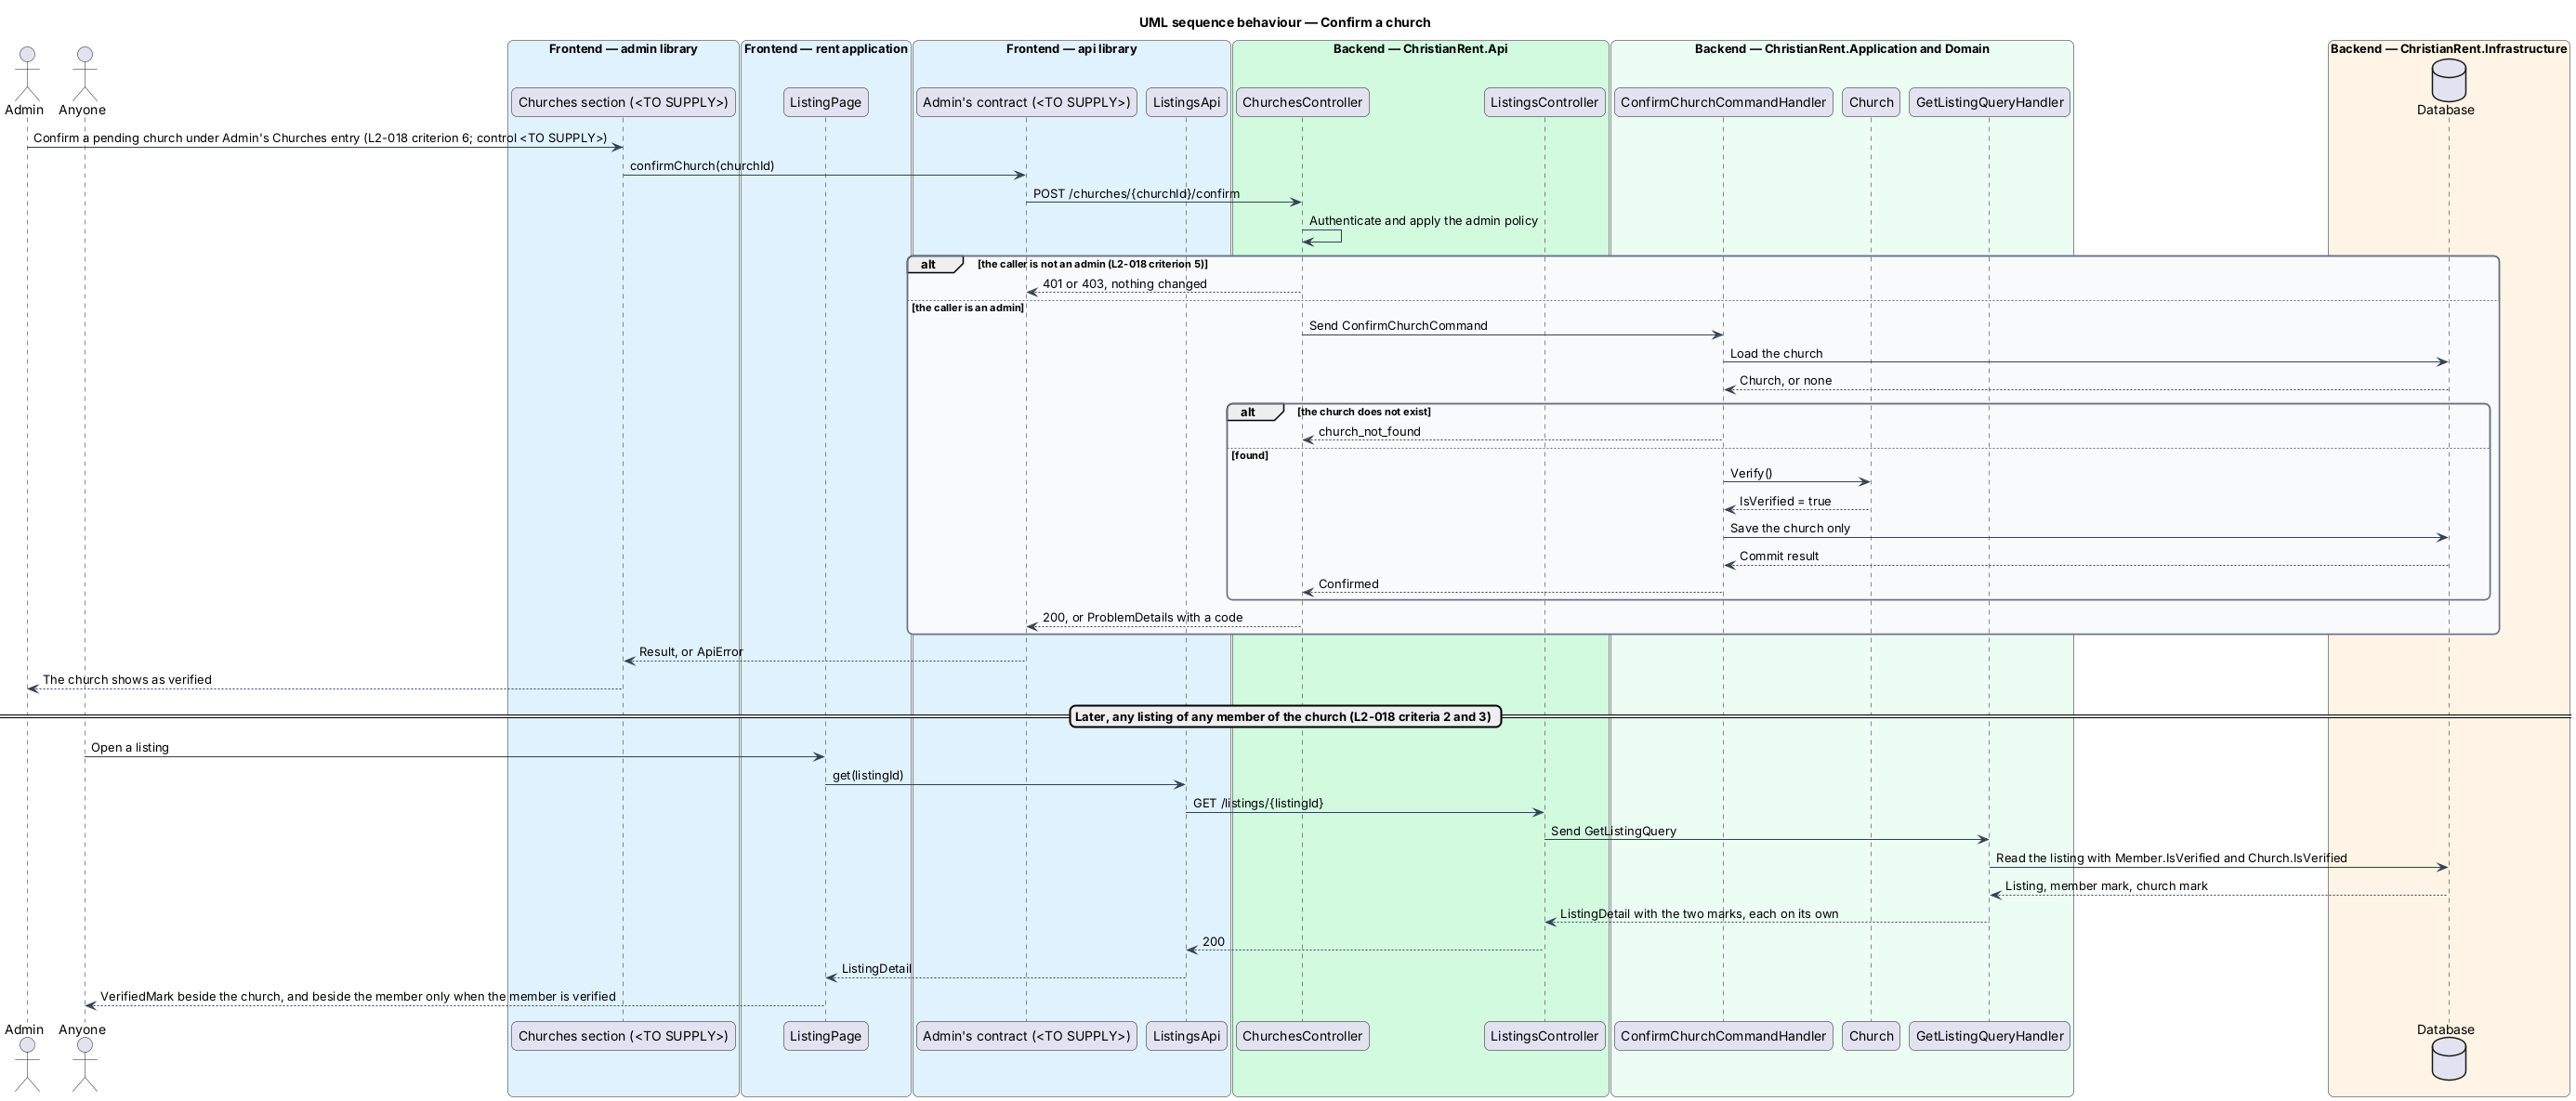 UML sequence behaviour — Confirm a church
Frontend — admin library
Frontend — rent application
Frontend — api library
Backend — ChristianRent.Api
Backend — ChristianRent.Application and Domain
Backend — ChristianRent.Infrastructure
Admin
Anyone
Churches section (<TO SUPPLY>)
ListingPage
Admin's contract (<TO SUPPLY>)
ListingsApi
ChurchesController
ListingsController
ConfirmChurchCommandHandler
Church
GetListingQueryHandler
Database
Confirm a pending church under Admin's Churches entry (L2-018 criterion 6; control <TO SUPPLY>)
confirmChurch(churchId)
POST /churches/{churchId}/confirm
Authenticate and apply the admin policy
alt
[the caller is not an admin (L2-018 criterion 5)]
401 or 403, nothing changed
[the caller is an admin]
Send ConfirmChurchCommand
Load the church
Church, or none
alt
[the church does not exist]
church_not_found
[found]
Verify()
IsVerified = true
Save the church only
Commit result
Confirmed
200, or ProblemDetails with a code
Result, or ApiError
The church shows as verified
Later, any listing of any member of the church (L2-018 criteria 2 and 3)
Open a listing
get(listingId)
GET /listings/{listingId}
Send GetListingQuery
Read the listing with Member.IsVerified and Church.IsVerified
Listing, member mark, church mark
ListingDetail with the two marks, each on its own
200
ListingDetail
VerifiedMark beside the church, and beside the member only when the member is verified
Admin
Anyone
Churches section (<TO SUPPLY>)
ListingPage
Admin's contract (<TO SUPPLY>)
ListingsApi
ChurchesController
ListingsController
ConfirmChurchCommandHandler
Church
GetListingQueryHandler
Database